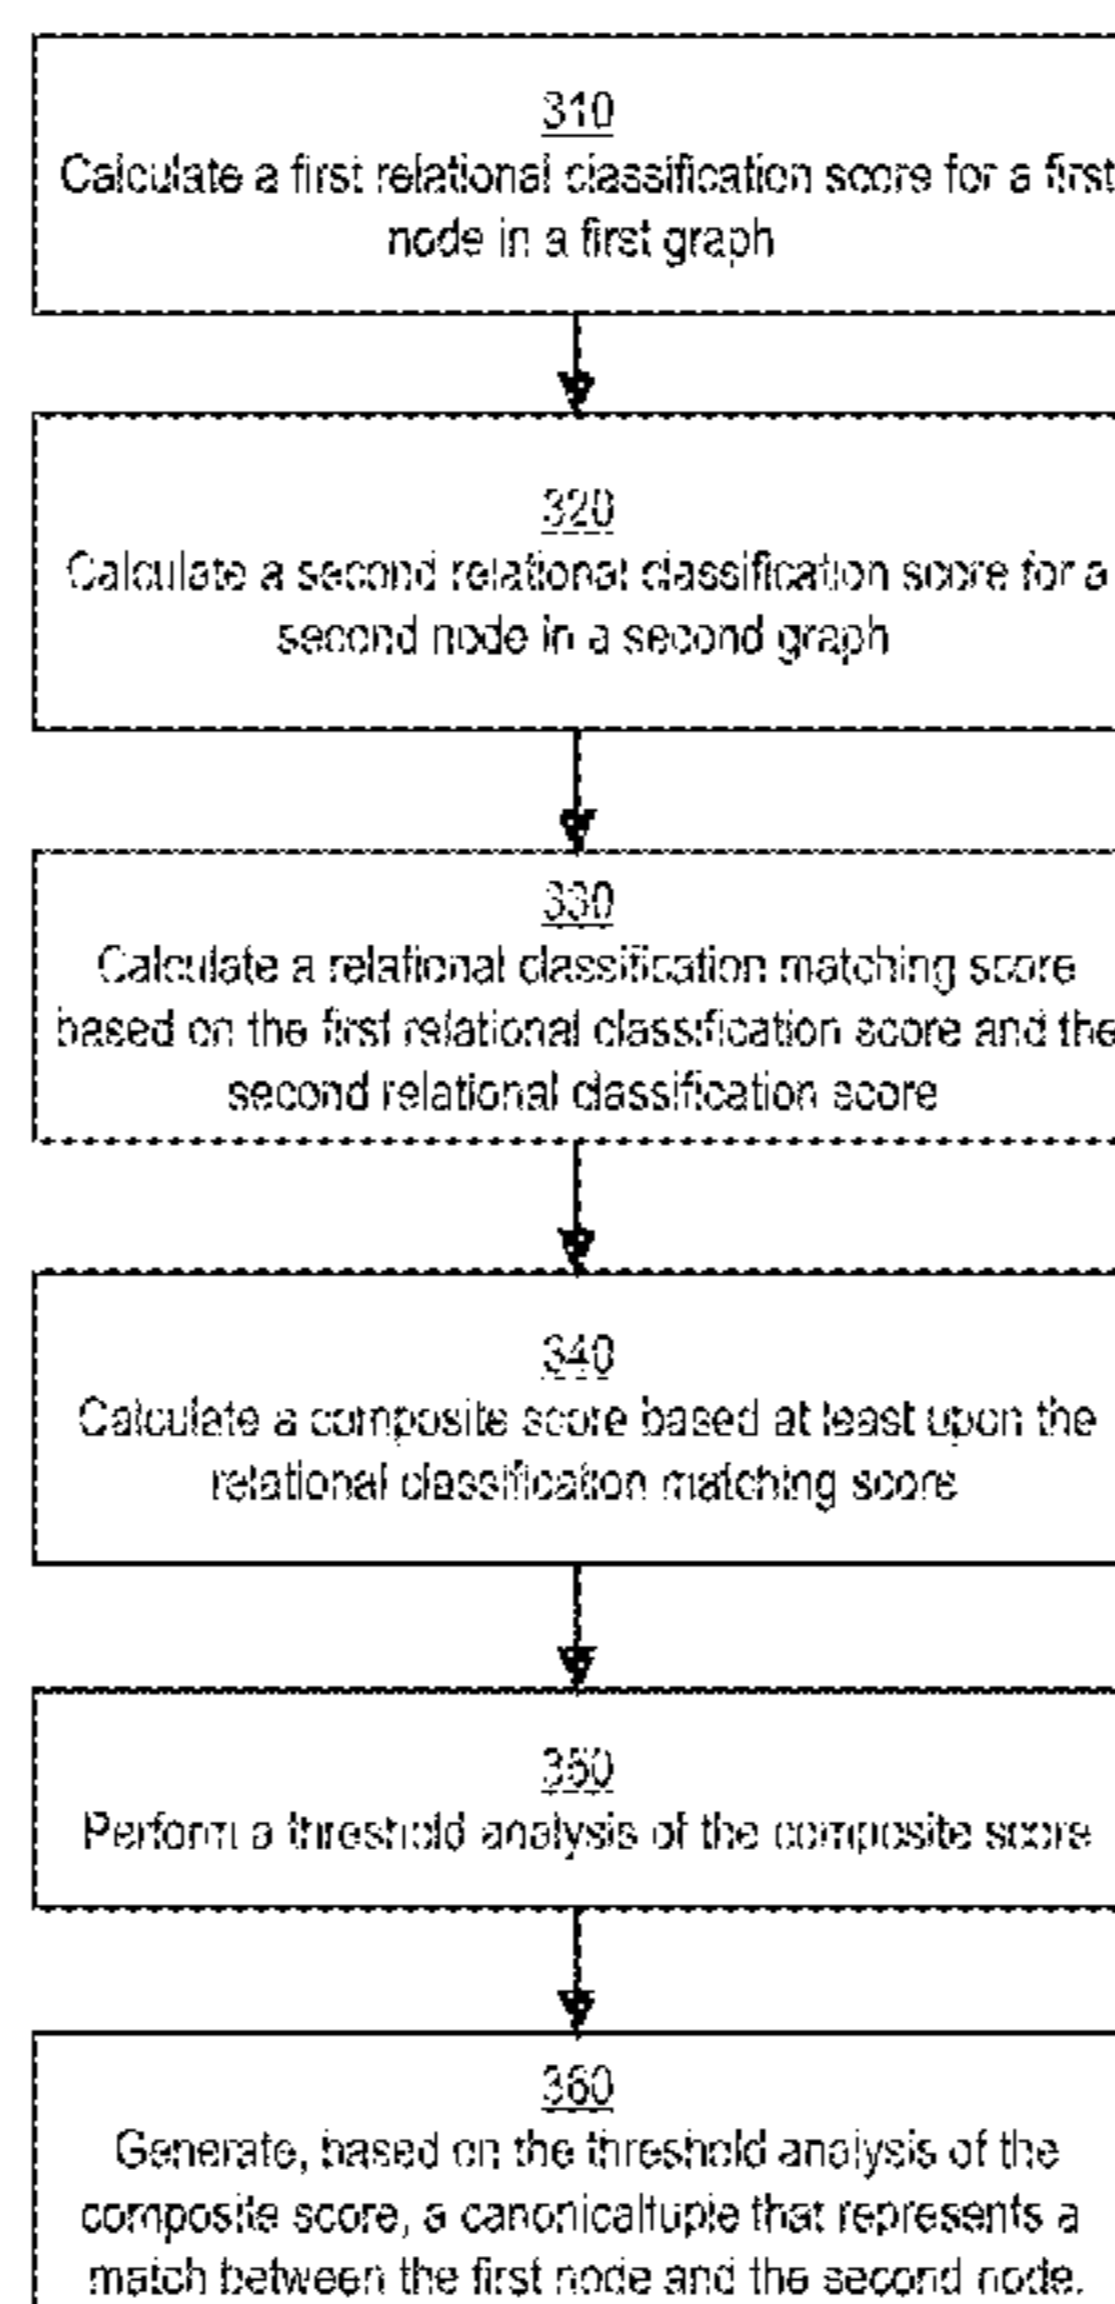 310
Calculate a first relational classification score for a first
node in a first graph
320
Calculate a second relational classification score for a
second node in a second graph
330
Calculate a relational classification matching score
based on the first relational classification score and the
second relational classification score
340
Calculate a composite score based at least upon the
relational classification matching score
350
Perform a threshold analysis of the composite score
360
Generate, based on the threshold analysis of the
composite score, a canonicaltuple that represents a
match between the first node and the second node.